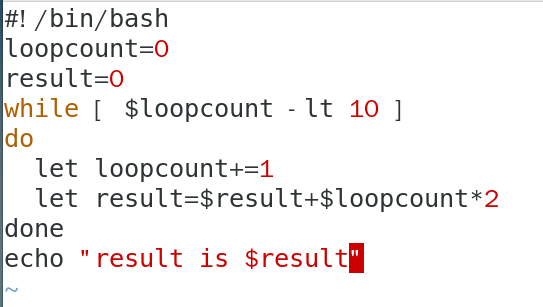 #! /bin/bash
loopcount=0
result=0
while [ $loopcount -lt 10 ]
do
  let loopcount+=1
  let result=$result+$loopcount*2
done
echo "result is $result"
~